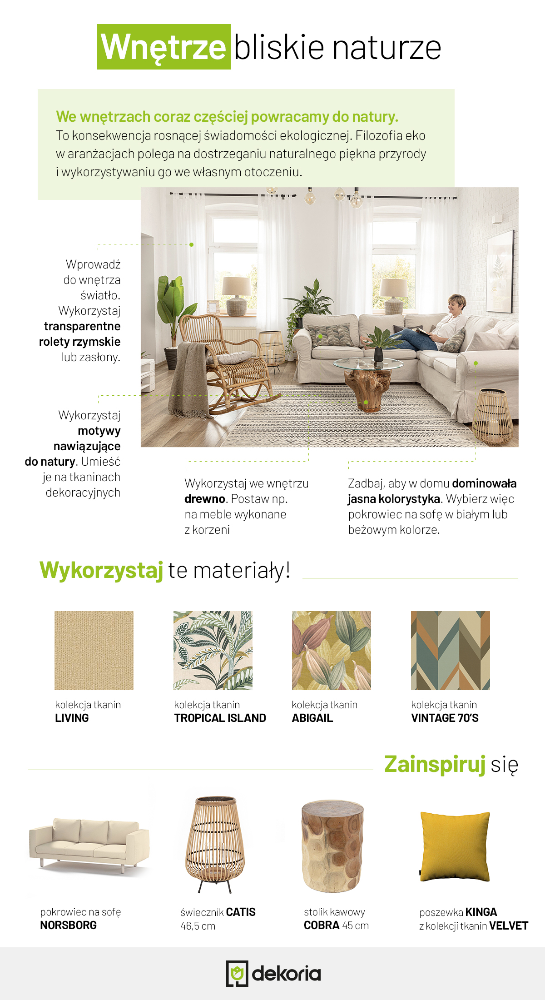 Wnętrze bliskie naturze
We wnętrzach coraz częściej powracamy do natury.
To konsekwencja rosnącej świadomości ekologicznej. Filozofia eko
w aranżacjach polega na dostrzeganiu naturalnego piękna przyrody
i wykorzystywaniu go we własnym otoczeniu.
Wprowadź
do wnętrza
światło.
Wykorzystaj
transparentne
rolety rzymskie
lub zasłony.
Wykorzystaj
motywy
nawiązujące
do natury. Umieść
je na tkaninach
dekoracyjnych
Wykorzystaj we wnętrzu
drewno. Postaw np.
na meble wykonane
z korzeni
Zadbaj, aby w domu dominowała
jasna kolorystyka. Wybierz więc
pokrowiec na sofę w białym lub
beżowym kolorze.
Wykorzystaj te materiały!
kolekcja tkanin
LIVING
kolekcja tkanin
TROPICAL ISLAND
kolekcja tkanin
ABIGAIL
kolekcja tkanin
VINTAGE 70'S
Zainspiruj się
pokrowiec na sofę
NORSBORG
świecznik CATIS
46,5 cm
stolik kawowy
COBRA 45 cm
poszewka KINGA
z kolekcji tkanin VELVET
dekoria